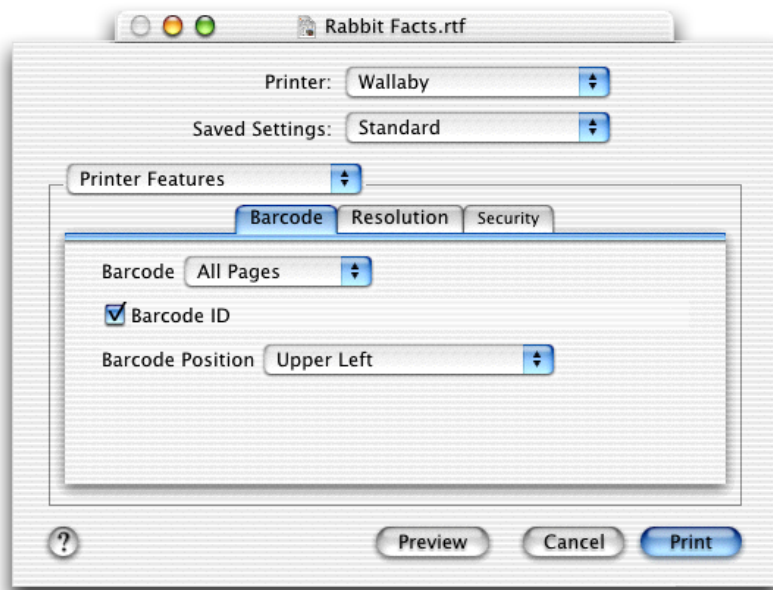 Rabbit Facts.rtf
Printer: Wallaby
Saved Settings: Standard
Printer Features
Barcode Resolution Security
Barcode All Pages
Barcode ID
Barcode Position Upper Left
? Preview Cancel Print